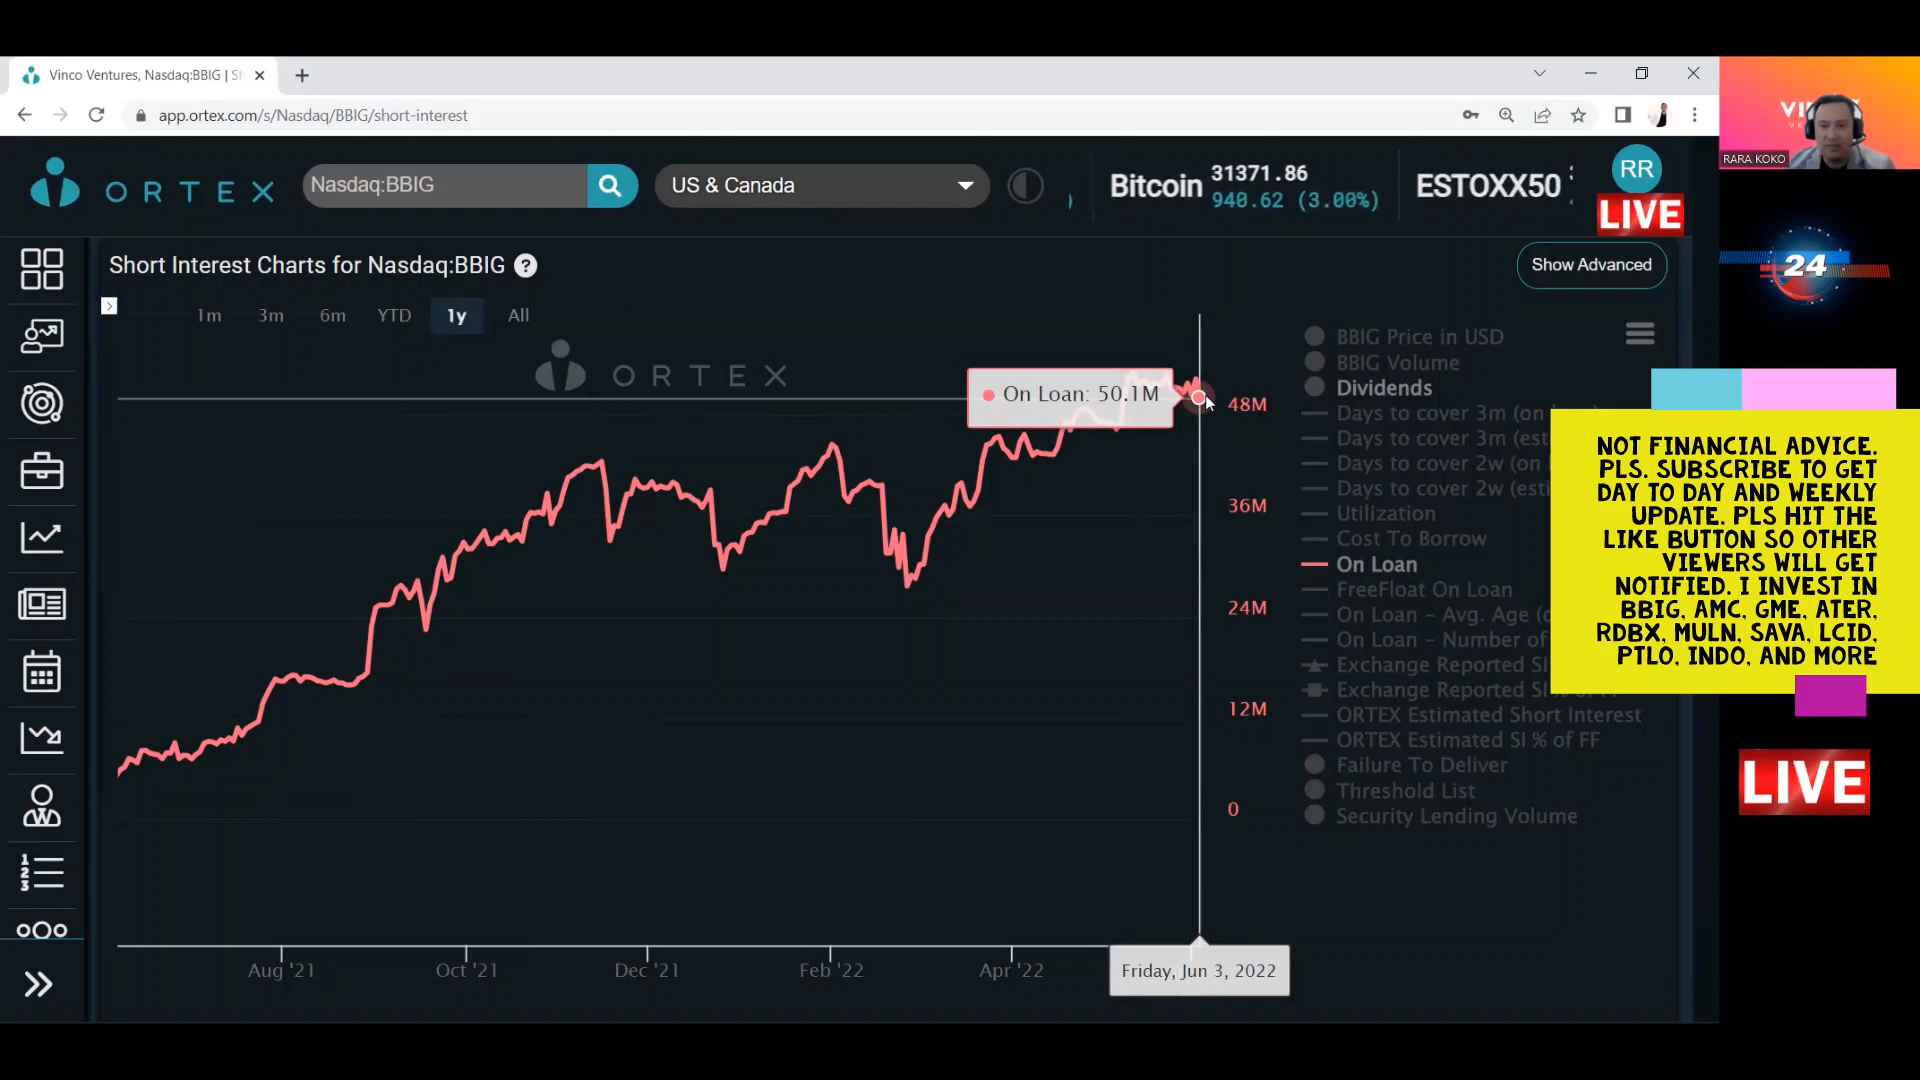 Vinco Ventures, Nasdaq:BBIG | S
app.ortex.com/s/Nasdaq/BBIG/short-interest
ORTEX
Nasdaq:BBIG
US & Canada
Bitcoin
31371.86
940.62 (3.00%)
ESTOXX50
RR
LIVE
RARA KOKO
24
Short Interest Charts for Nasdaq:BBIG ?
Show Advanced
1m 3m 6m YTD 1y All
ORTEX
On Loan: 50.1M
48M
36M
24M
12M
0
Aug '21
Oct '21
Dec '21
Feb '22
Apr '22
Friday, Jun 3, 2022
BBIG Price in USD
BBIG Volume
Dividends
Days to cover 3m (on
Days to cover 3m (est
Days to cover 2w (on
Days to cover 2w (esti
Utilization
Cost To Borrow
On Loan
FreeFloat On Loan
On Loan - Avg. Age (
On Loan - Number of
Exchange Reported SI
Exchange Reported SI
ORTEX Estimated Short Interest
ORTEX Estimated SI % of FF
Failure To Deliver
Threshold List
Security Lending Volume
NOT FINANCIAL ADVICE.
PLS. SUBSCRIBE TO GET
DAY TO DAY AND WEEKLY
UPDATE. PLS HIT THE
LIKE BUTTON SO OTHER
VIEWERS WILL GET
NOTIFIED. I INVEST IN
BBIG, AMC, GME, ATER,
RDBX, MULN, SAVA, LCID,
PTLO, INDO, AND MORE
LIVE